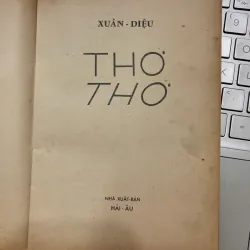 XUÂN - DIỆU
THƠ
THƠ
NHÀ XUẤT-BẢN
HẢI - ÂU